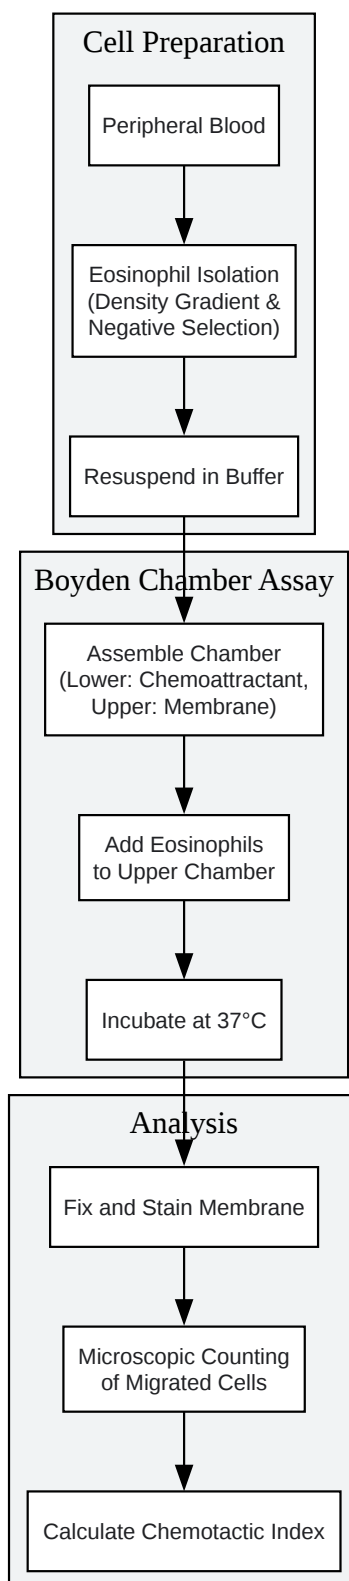 Cell Preparation
Peripheral Blood
Eosinophil Isolation
(Density Gradient &
Negative Selection)
Resuspend in Buffer
Boyden Chamber Assay
Assemble Chamber
(Lower: Chemoattractant,
Upper: Membrane)
Add Eosinophils
to Upper Chamber
Incubate at 37°C
Analysis
Fix and Stain Membrane
Microscopic Counting
of Migrated Cells
Calculate Chemotactic Index